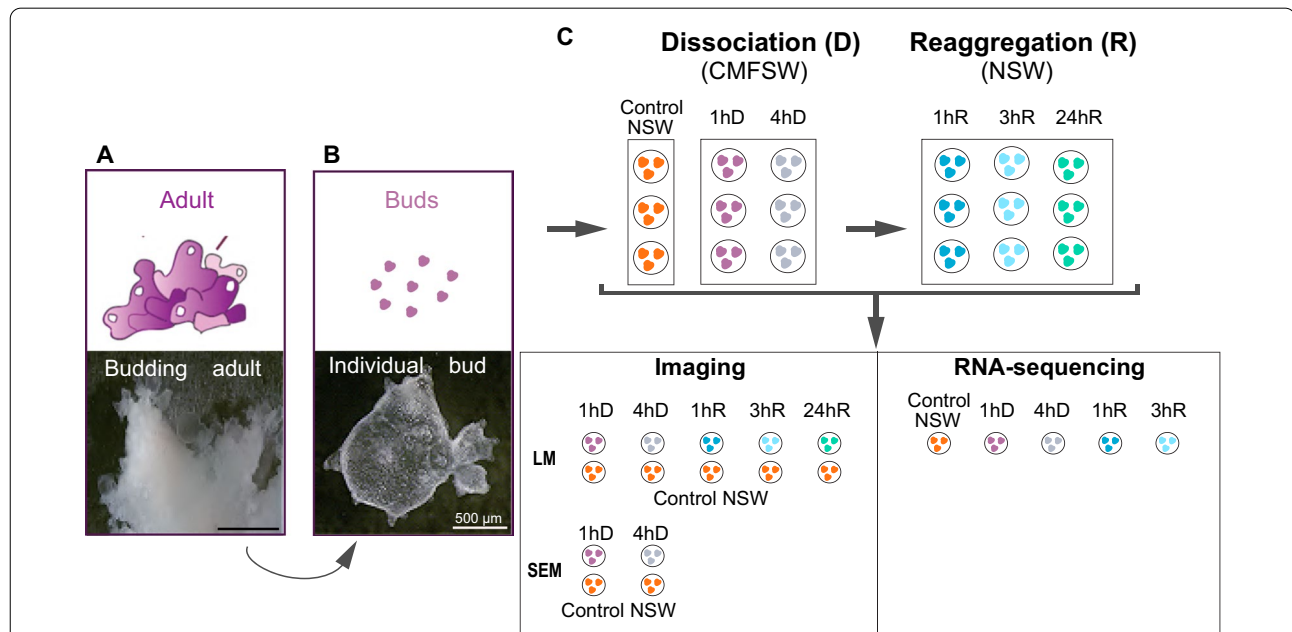 C
Dissociation (D)
(CMFSW)
Reaggregation (R)
(NSW)
Control
NSW
1hD 4hD
1hR 3hR 24hR
A
Adult
Budding adult
B
Buds
Individual bud
500 µm
Imaging
1hD 4hD 1hR 3hR 24hR
LM
Control NSW
1hD 4hD
SEM
Control NSW
RNA-sequencing
Control
NSW
1hD 4hD 1hR 3hR